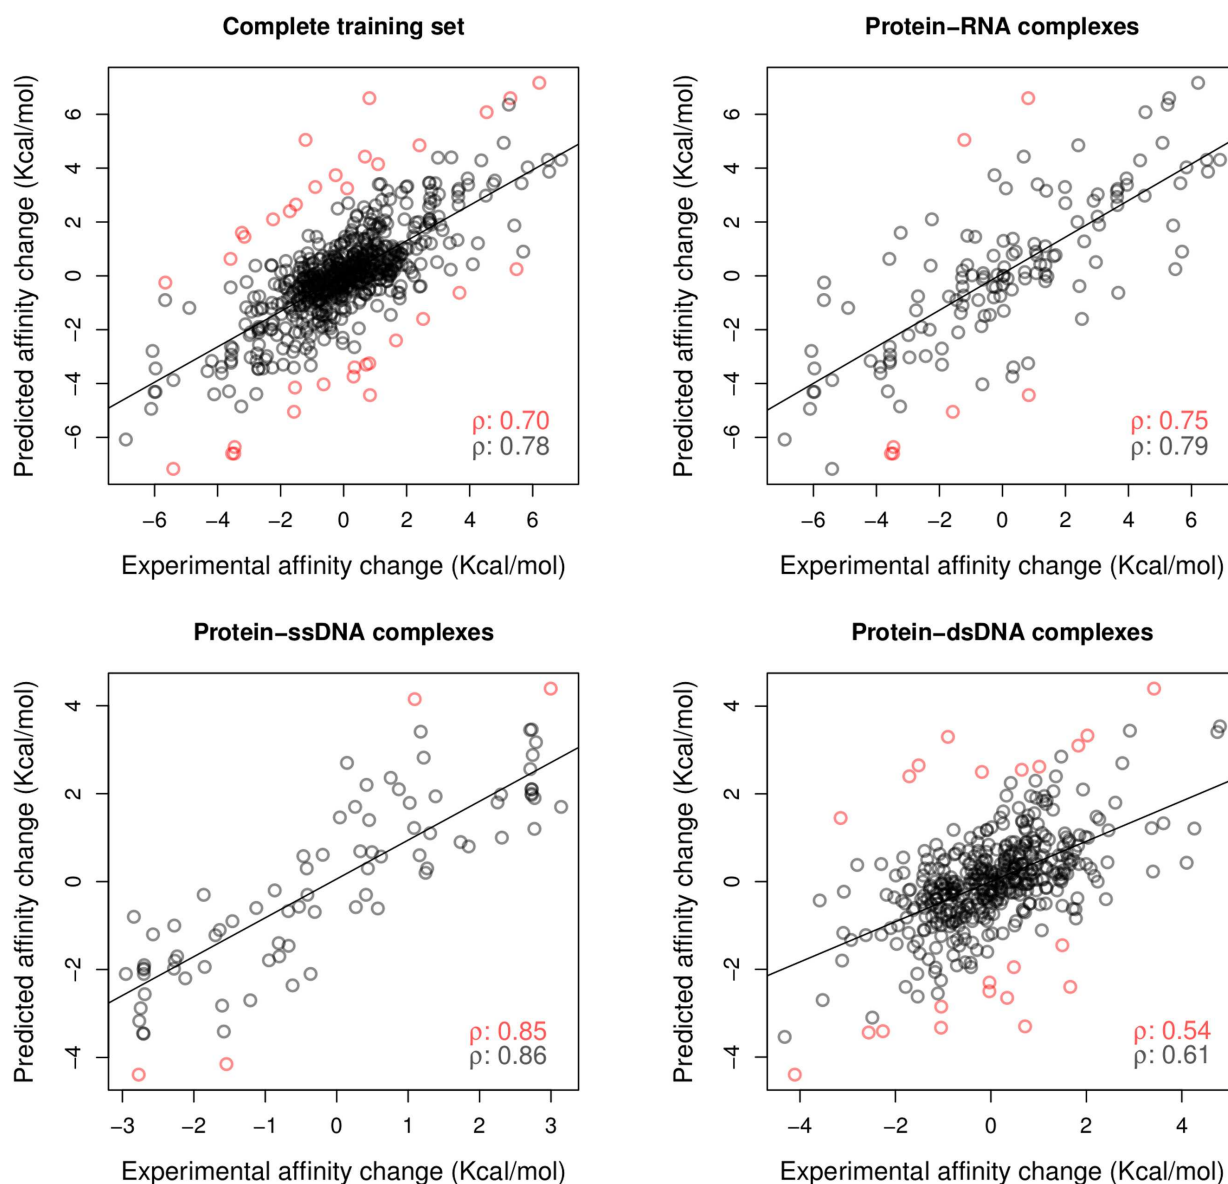 Complete training set
Predicted affinity change (Kcal/mol)
6
4
2
0
−2
−4
−6
ρ: 0.70
ρ: 0.78
−6 −4 −2 0 2 4 6
Experimental affinity change (Kcal/mol)
Protein−RNA complexes
Predicted affinity change (Kcal/mol)
6
4
2
0
−2
−4
−6
ρ: 0.75
ρ: 0.79
−6 −4 −2 0 2 4 6
Experimental affinity change (Kcal/mol)
Protein−ssDNA complexes
Predicted affinity change (Kcal/mol)
4
2
0
−2
−4
ρ: 0.85
ρ: 0.86
−3 −2 −1 0 1 2 3
Experimental affinity change (Kcal/mol)
Protein−dsDNA complexes
Predicted affinity change (Kcal/mol)
4
2
0
−2
−4
ρ: 0.54
ρ: 0.61
−4 −2 0 2 4
Experimental affinity change (Kcal/mol)